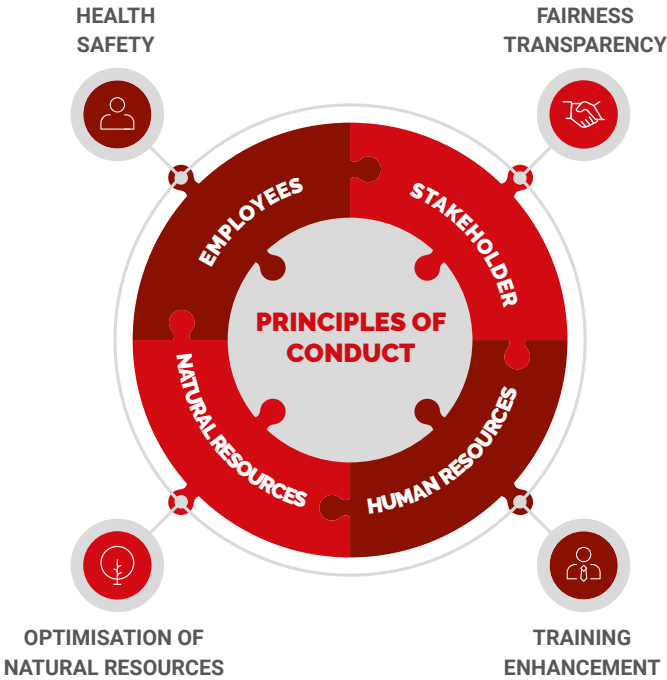 HEALTH
SAFETY
FAIRNESS
TRANSPARENCY
EMPLOYEES
STAKEHOLDER
PRINCIPLES OF
CONDUCT
NATURAL RESOURCES
HUMAN RESOURCES
OPTIMISATION OF
NATURAL RESOURCES
TRAINING
ENHANCEMENT